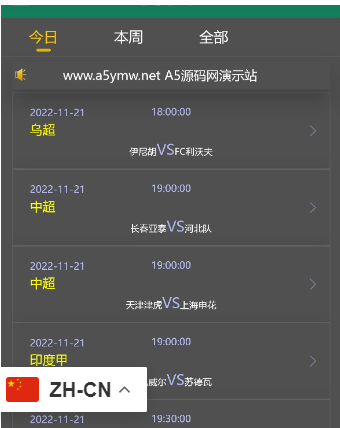 今日 本周 全部
www.a5ymw.net A5源码网演示站
2022-11-21 18:00:00
乌超
伊尼胡VSFC利沃夫
2022-11-21 19:00:00
中超
长春亚泰VS河北队
2022-11-21 19:00:00
中超
天津津虎VS上海申花
2022-11-21 19:00:00
印度甲
威尔VS苏德瓦
ZH-CN
2022-11-21 19:30:00